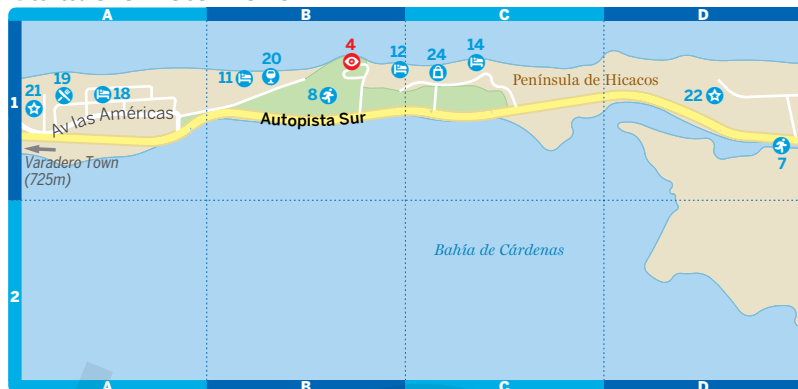 A B C D
4
20
12
24
14
11
Península de Hicacos
19
18
21
8
22
1
Av las Américas
Autopista Sur
Varadero Town
(725m)
7
Bahía de Cárdenas
2
A B C D